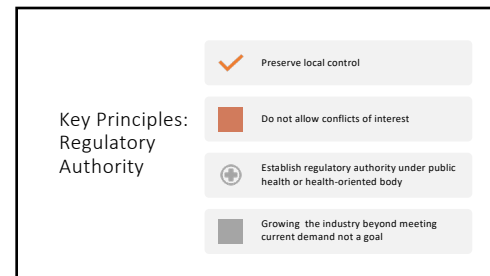 Key Principles:
Regulatory
Authority
Preserve local control
Do not allow conflicts of interest
Establish regulatory authority under public
health or health-oriented body
Growing the industry beyond meeting
current demand not a goal